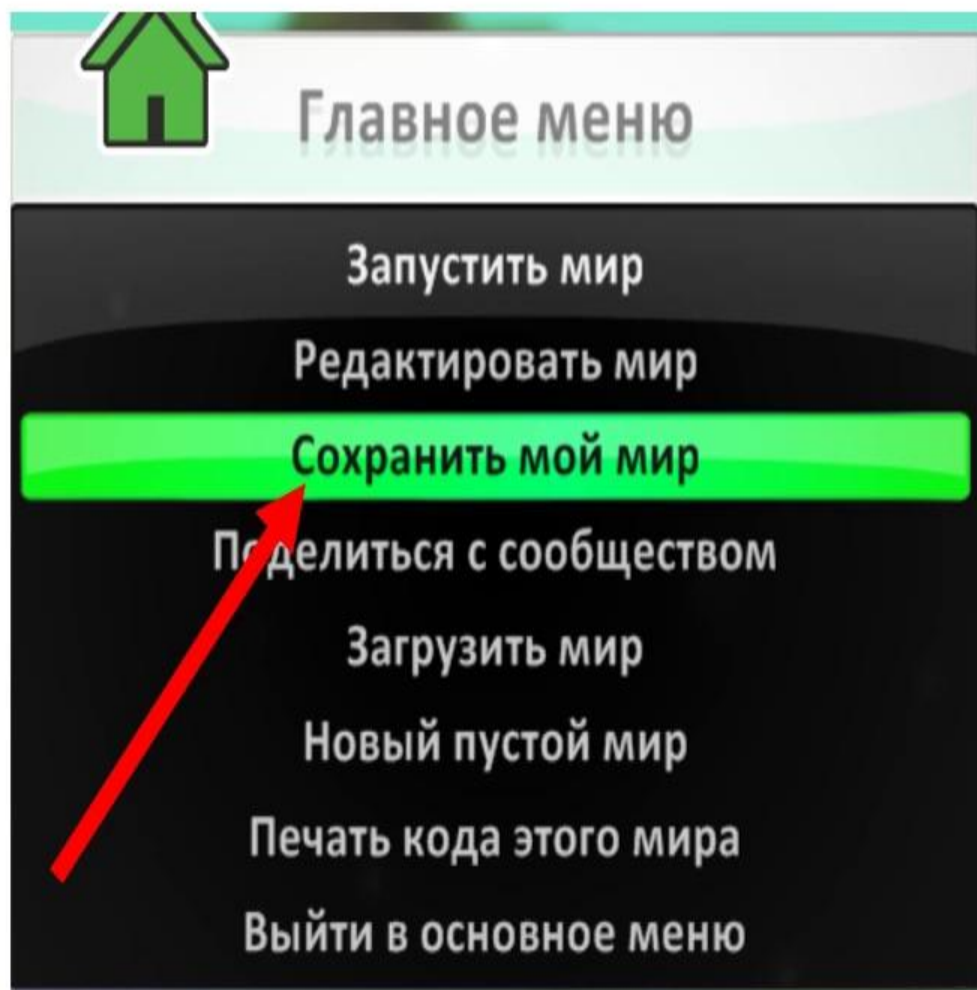 Главное меню
Запустить мир
Редактировать мир
Сохранить мой мир
Поделиться с сообществом
Загрузить мир
Новый пустой мир
Печать кода этого мира
Выйти в основное меню